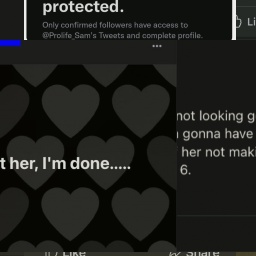 protected.
Only confirmed followers have access to
@Prolife_Sam's Tweets and complete profile.
Li
not looking g
gonna have
her not maki
6.
t her, I'm done.....
Like
Share